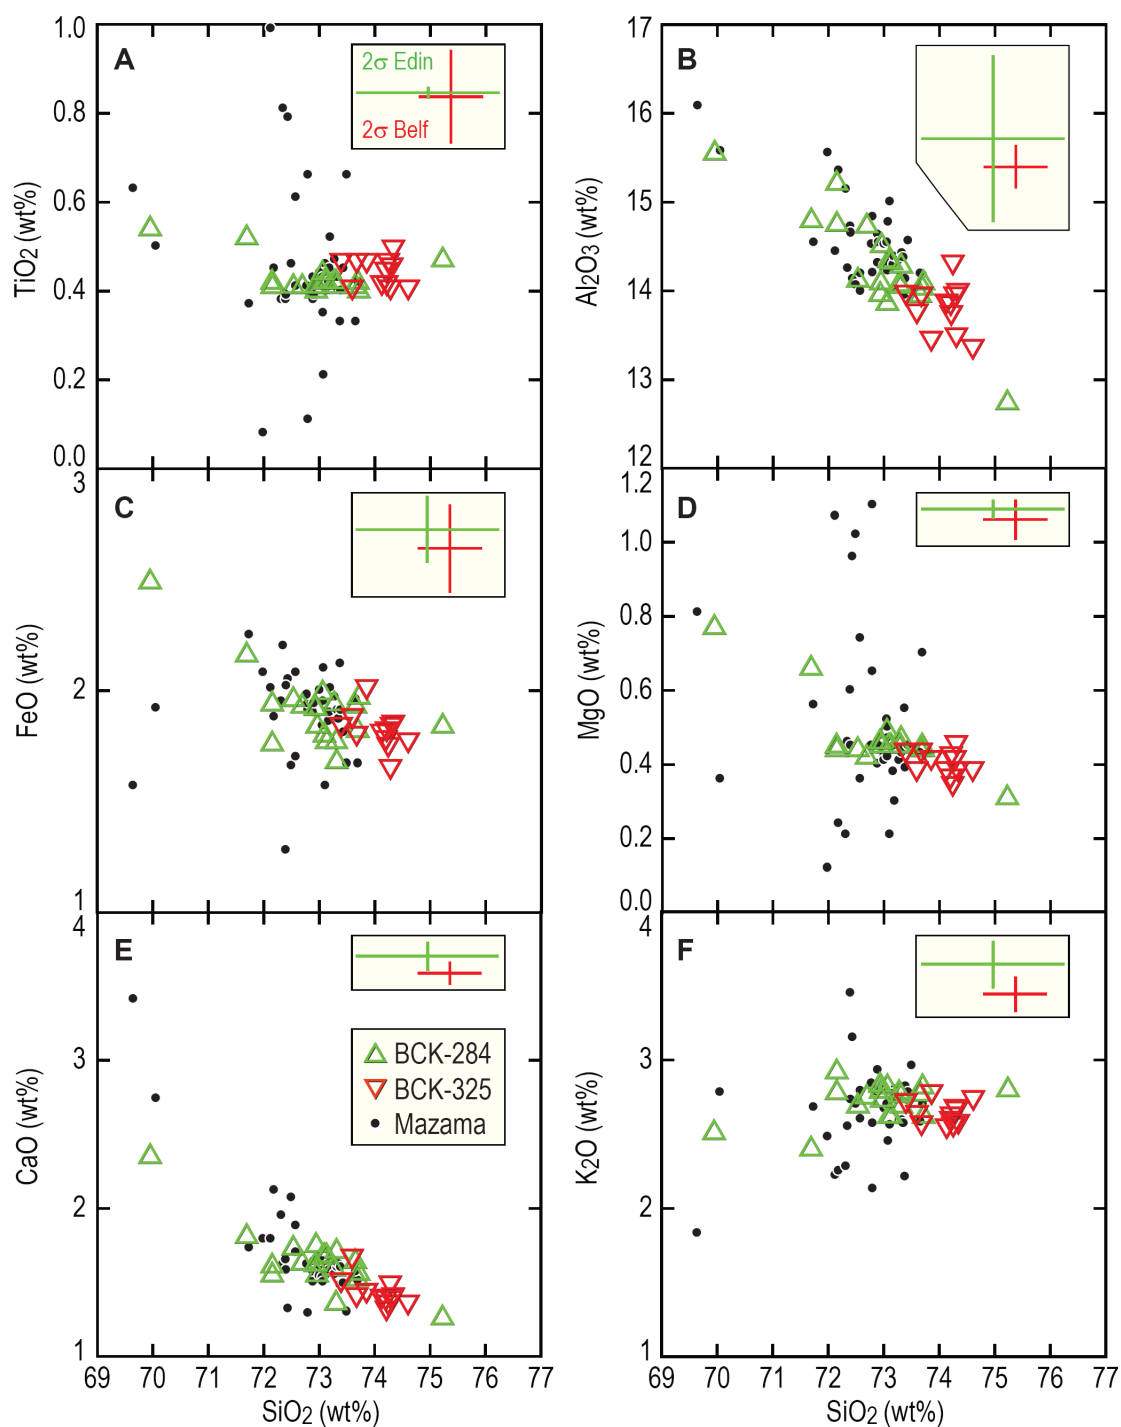 A
2σ Edin
2σ Belf
1.0
0.8
0.6
0.4
0.2
0.0
TiO2 (wt%)
B
17
16
15
14
13
12
Al2O3 (wt%)
C
3
2
1
FeO (wt%)
D
1.2
1.0
0.8
0.6
0.4
0.2
0.0
MgO (wt%)
E
BCK-284
BCK-325
Mazama
4
3
2
1
CaO (wt%)
69 70 71 72 73 74 75 76 77
SiO2 (wt%)
F
4
3
2
1
K2O (wt%)
69 70 71 72 73 74 75 76 77
SiO2 (wt%)